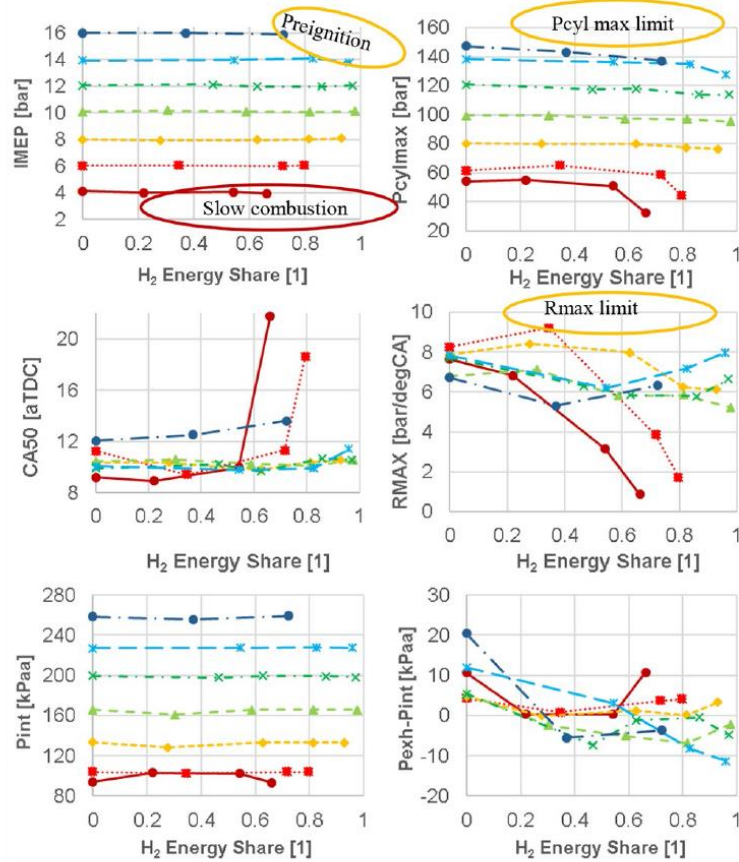 IMEP [bar]
16
14
12
10
8
6
4
2
Preignition
Slow combustion
0 0.2 0.4 0.6 0.8 1
H₂ Energy Share [1]
Pcylmax [bar]
160
140
120
100
80
60
40
20
Pcyl max limit
0 0.2 0.4 0.6 0.8 1
H₂ Energy Share [1]
CA50 [aTDC]
20
16
12
8
0 0.2 0.4 0.6 0.8 1
H₂ Energy Share [1]
RMAX [bar/degCA]
10
8
6
4
2
0
Rmax limit
0 0.2 0.4 0.6 0.8 1
H₂ Energy Share [1]
Pint [kPaa]
280
240
200
160
120
80
0 0.2 0.4 0.6 0.8 1
H₂ Energy Share [1]
Pexh-Pint [kPaa]
30
20
10
0
-10
-20
0 0.2 0.4 0.6 0.8 1
H₂ Energy Share [1]